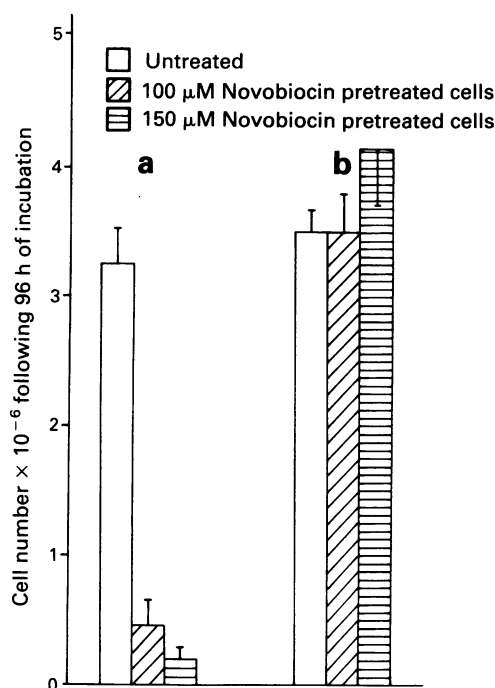 5
Untreated
100 μM Novobiocin pretreated cells
150 μM Novobiocin pretreated cells
4
a
b
3
2
1
0
Cell number × 10⁻⁶ following 96 h of incubation